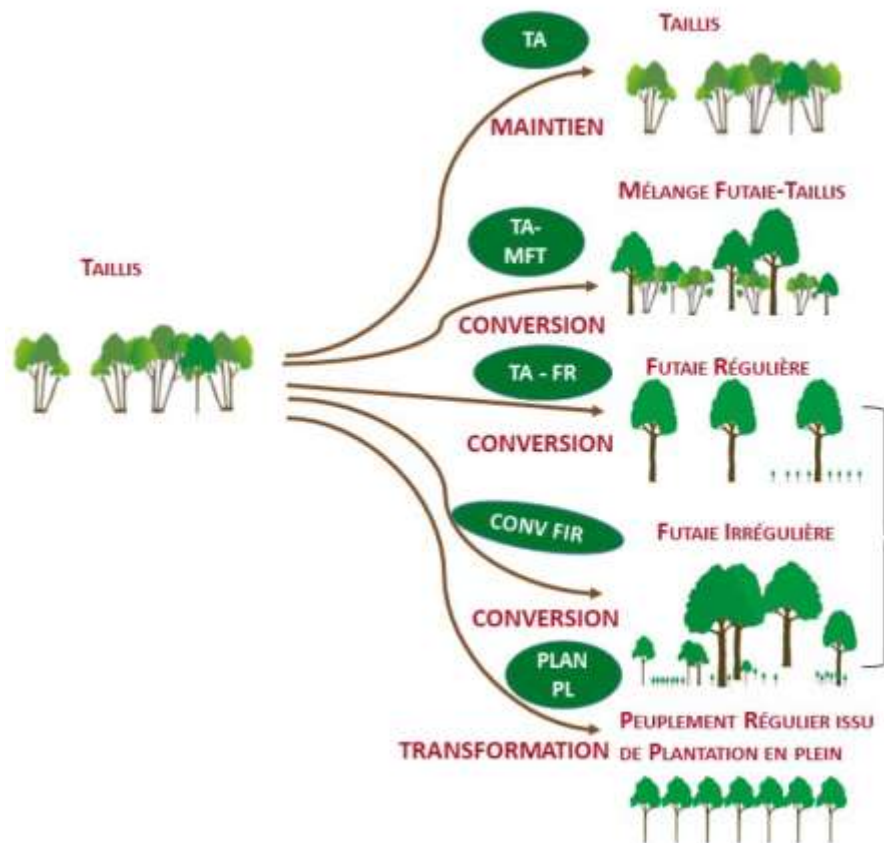 TA
TAILLIS
MAINTIEN
MÉLANGE FUTAIE-TAILLIS
TA-
MFT
TAILLIS
CONVERSION
TA - FR
FUTAIE RÉGULIÈRE
CONVERSION
CONV FIR
FUTAIE IRRÉGULIÈRE
CONVERSION
PLAN
PL
PEUPLEMENT RÉGULIER ISSU
TRANSFORMATION
DE PLANTATION EN PLEIN